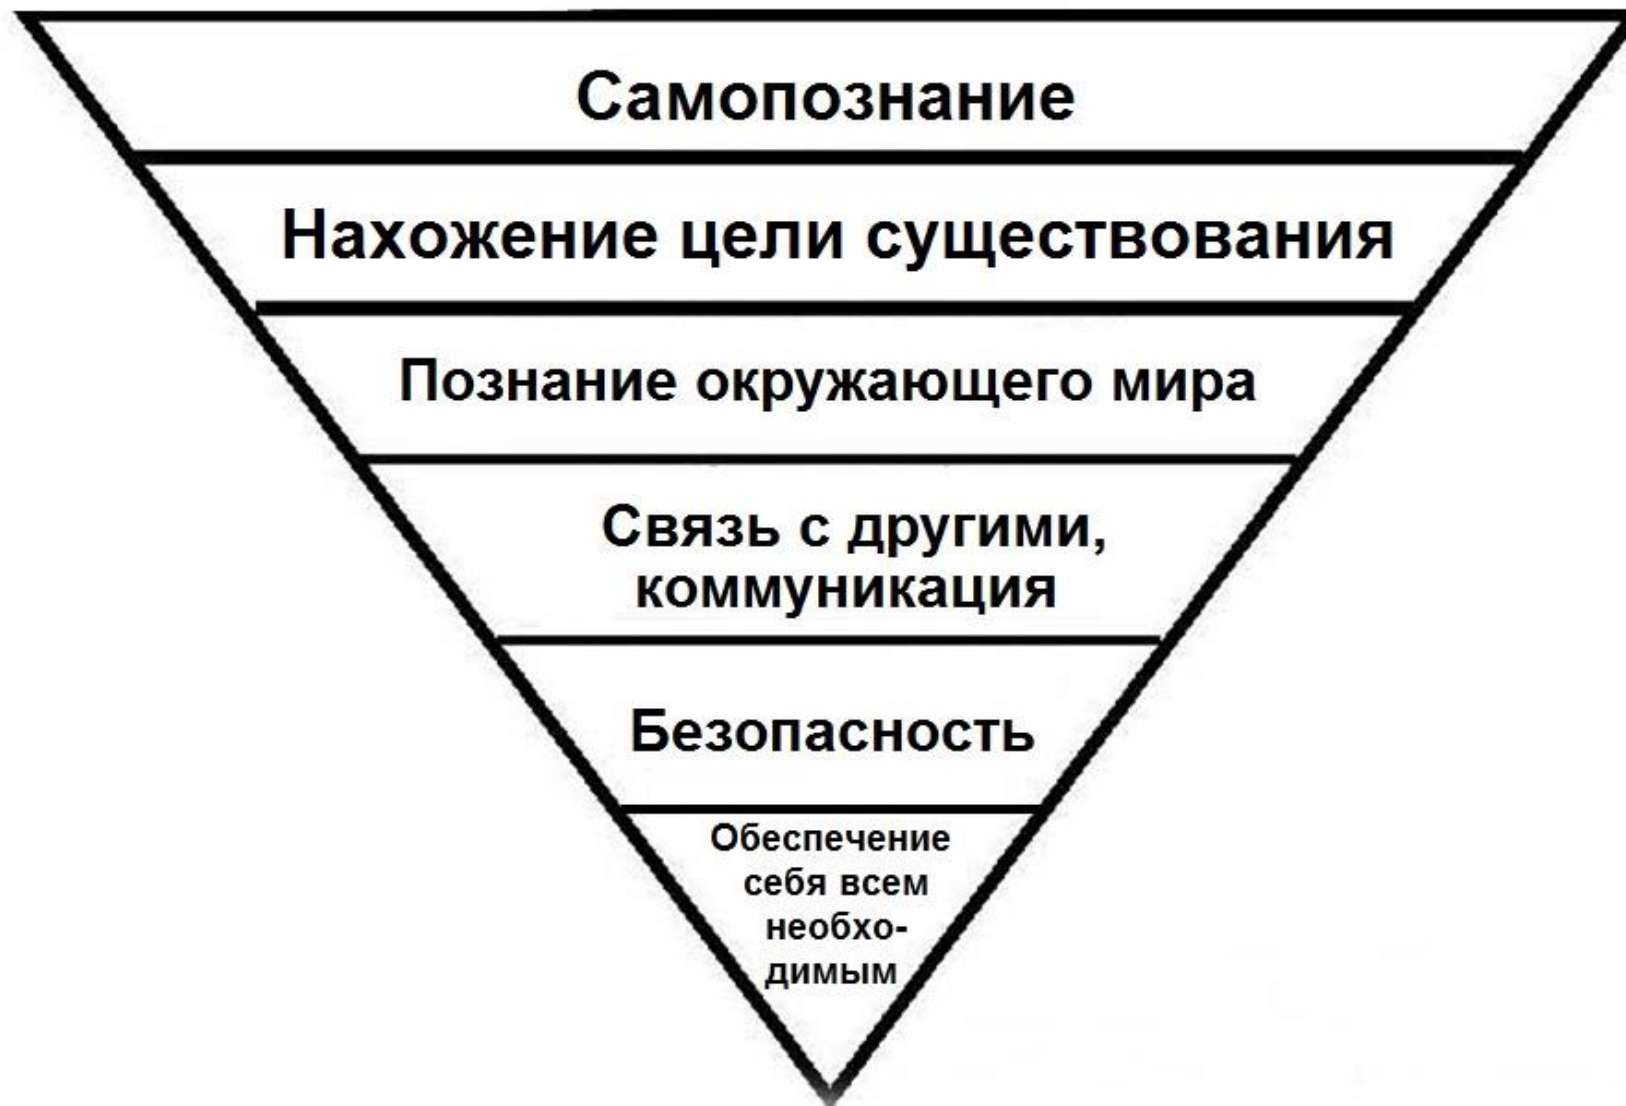 Самопознание
Нахожение цели существования
Познание окружающего мира
Связь с другими,
коммуникация
Безопасность
Обеспечение
себя всем
необхо-
димым